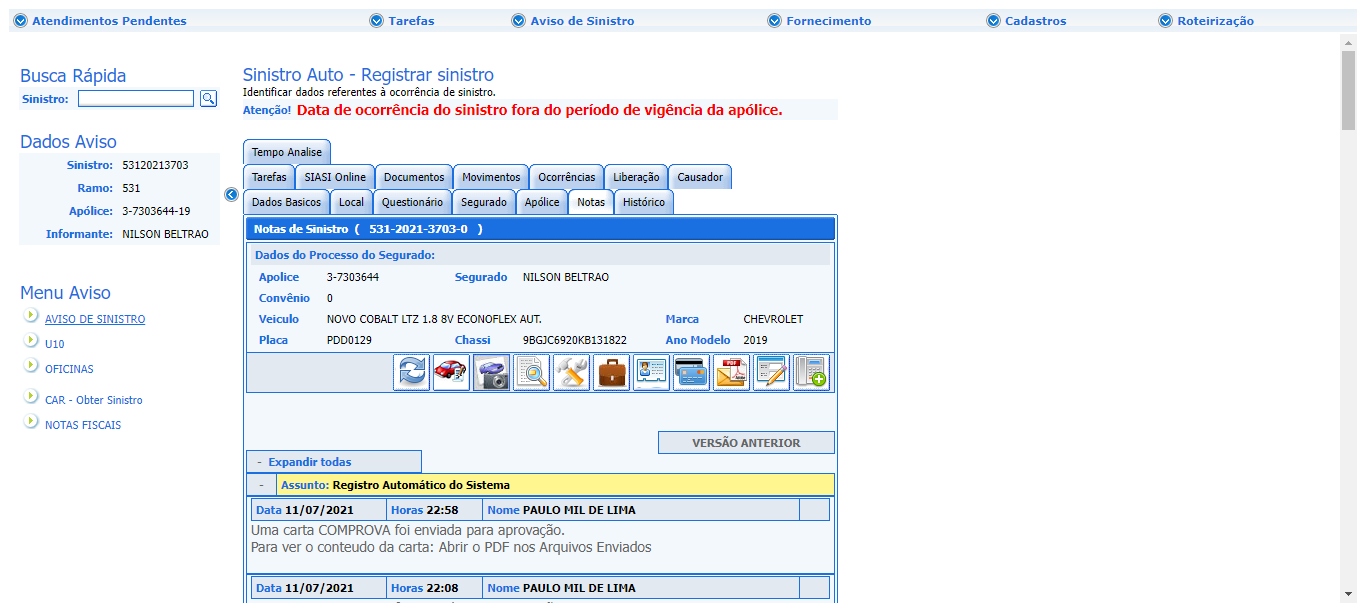 Atendimentos Pendentes Tarefas Aviso de Sinistro Fornecimento Cadastros Roteirização
Busca Rápida
Sinistro:
Dados Aviso
Sinistro: 53120213703
Ramo: 531
Apólice: 3-7303644-19
Informante: NILSON BELTRAO
Menu Aviso
AVISO DE SINISTRO
U10
OFICINAS
CAR - Obter Sinistro
NOTAS FISCAIS
Sinistro Auto - Registrar sinistro
Identificar dados referentes à ocorrência de sinistro.
Atenção! Data de ocorrência do sinistro fora do período de vigência da apólice.
Tempo Analise
Tarefas SIASI Online Documentos Movimentos Ocorrências Liberação Causador
Dados Basicos Local Questionário Segurado Apólice Notas Histórico
Notas de Sinistro ( 531-2021-3703-0 )
Dados do Processo do Segurado:
Apolice 3-7303644 Segurado NILSON BELTRAO
Convênio 0
Veiculo NOVO COBALT LTZ 1.8 8V ECONOFLEX AUT. Marca CHEVROLET
Placa PDD0129 Chassi 9BGJC6920KB131822 Ano Modelo 2019
PDF
VERSÃO ANTERIOR
- Expandir todas
- Assunto: Registro Automático do Sistema
Data 11/07/2021 Horas 22:58 Nome PAULO MIL DE LIMA
Uma carta COMPROVA foi enviada para aprovação.
Para ver o conteudo da carta: Abrir o PDF nos Arquivos Enviados
Data 11/07/2021 Horas 22:08 Nome PAULO MIL DE LIMA